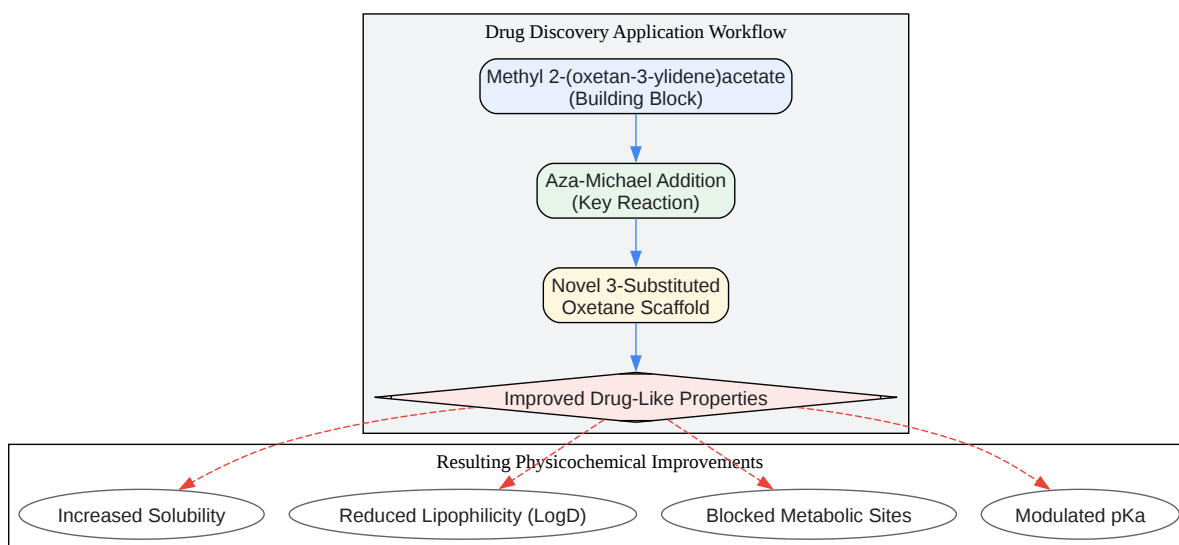 Drug Discovery Application Workflow
Methyl 2-(oxetan-3-ylidene)acetate
(Building Block)
Aza-Michael Addition
(Key Reaction)
Novel 3-Substituted
Oxetane Scaffold
Improved Drug-Like Properties
Resulting Physicochemical Improvements
Increased Solubility
Reduced Lipophilicity (LogD)
Blocked Metabolic Sites
Modulated pKa